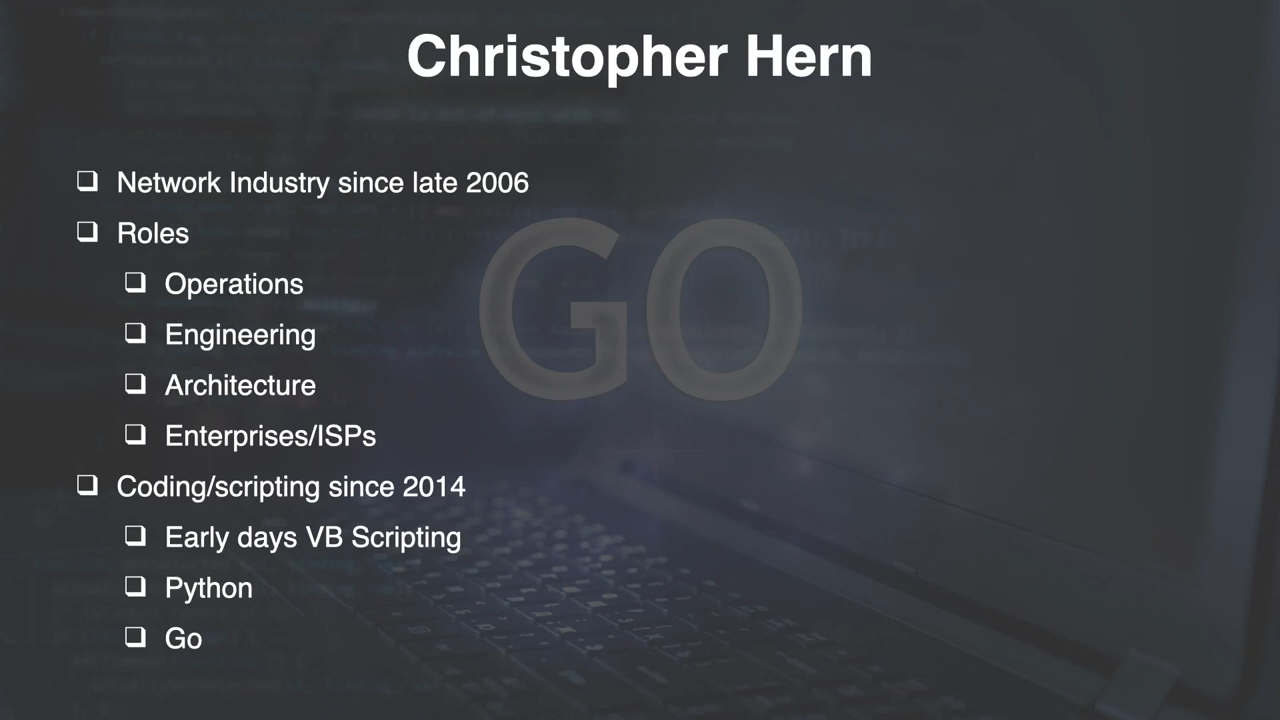 Christopher Hern
Network Industry since late 2006
Roles
Operations
Engineering
Architecture
Enterprises/ISPs
Coding/scripting since 2014
Early days VB Scripting
Python
Go
GO